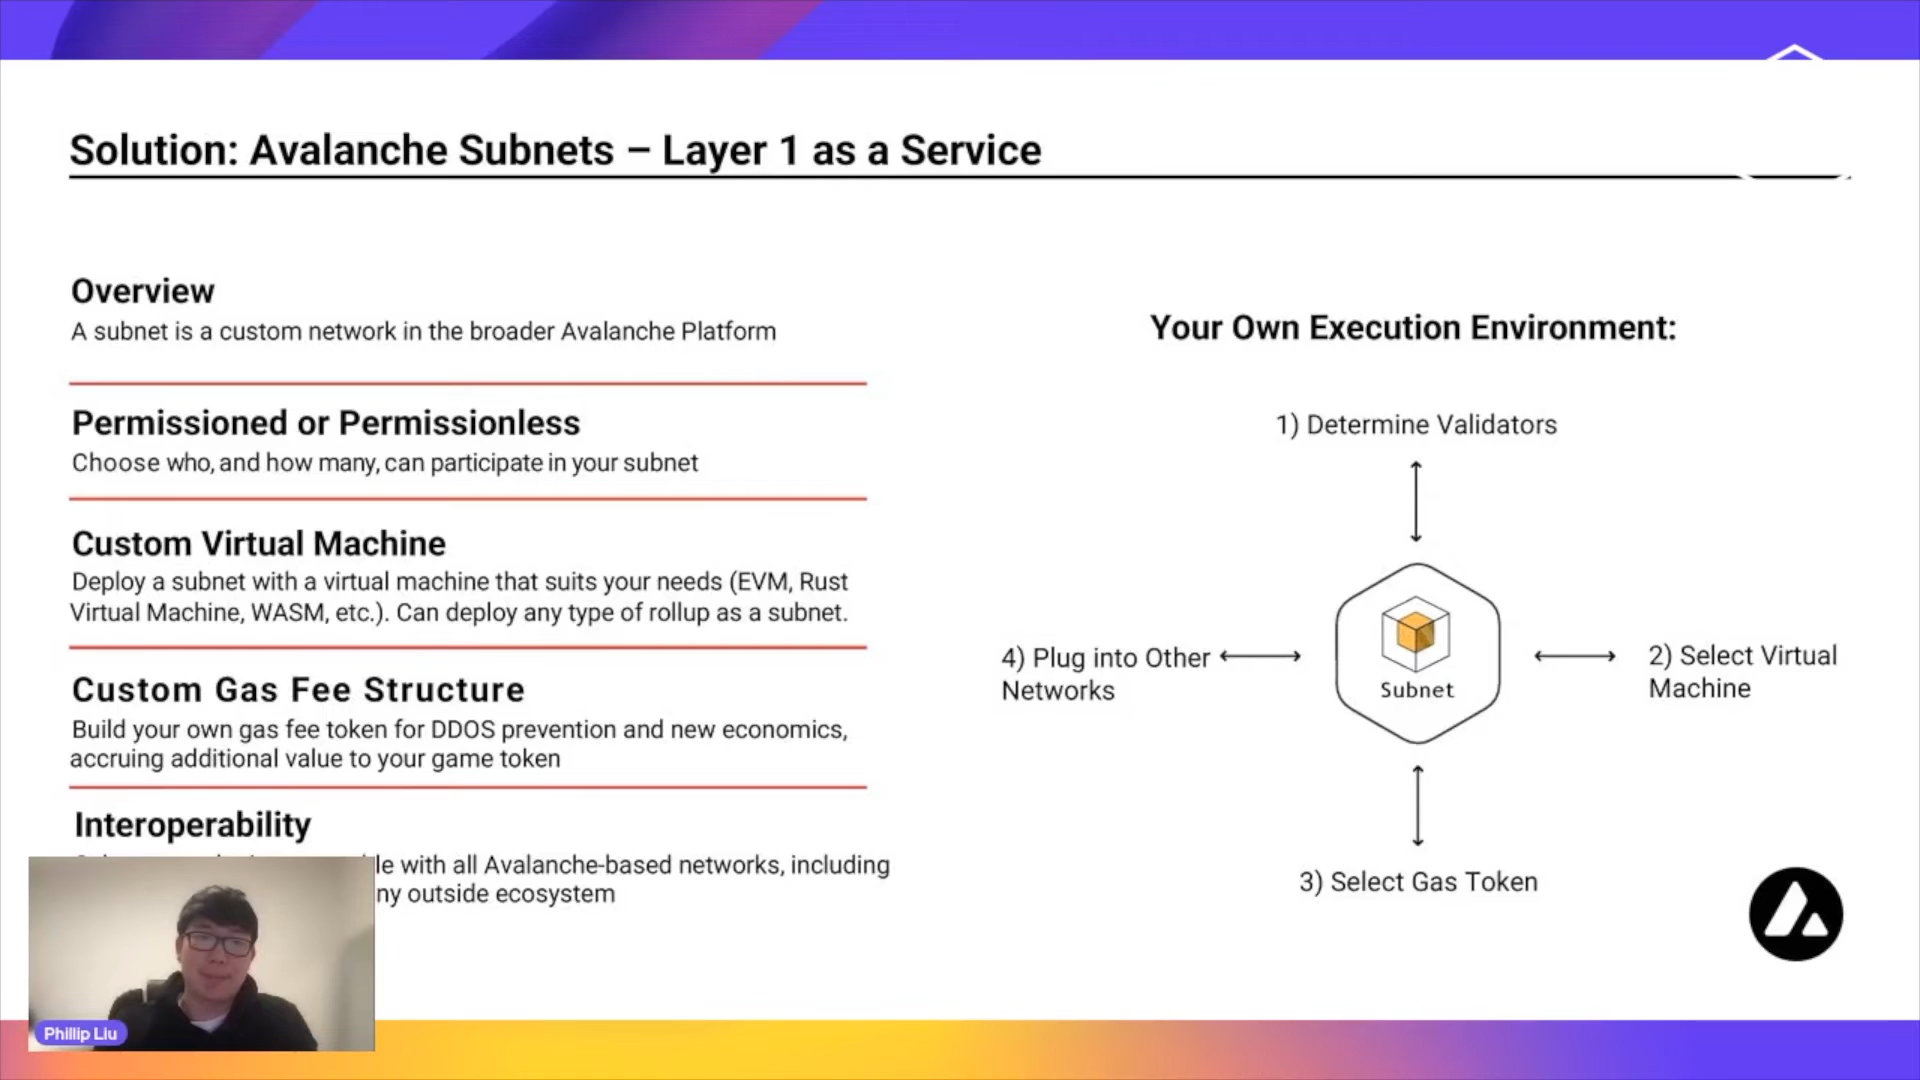 Solution: Avalanche Subnets – Layer 1 as a Service
Overview
A subnet is a custom network in the broader Avalanche Platform
Permissioned or Permissionless
Choose who, and how many, can participate in your subnet
Custom Virtual Machine
Deploy a subnet with a virtual machine that suits your needs (EVM, Rust
Virtual Machine, WASM, etc.). Can deploy any type of rollup as a subnet.
Custom Gas Fee Structure
Build your own gas fee token for DDOS prevention and new economics,
accruing additional value to your game token
Interoperability
with all Avalanche-based networks, including
outside ecosystem
Phillip Liu
Your Own Execution Environment:
1) Determine Validators
2) Select Virtual
Machine
3) Select Gas Token
4) Plug into Other
Networks
Subnet